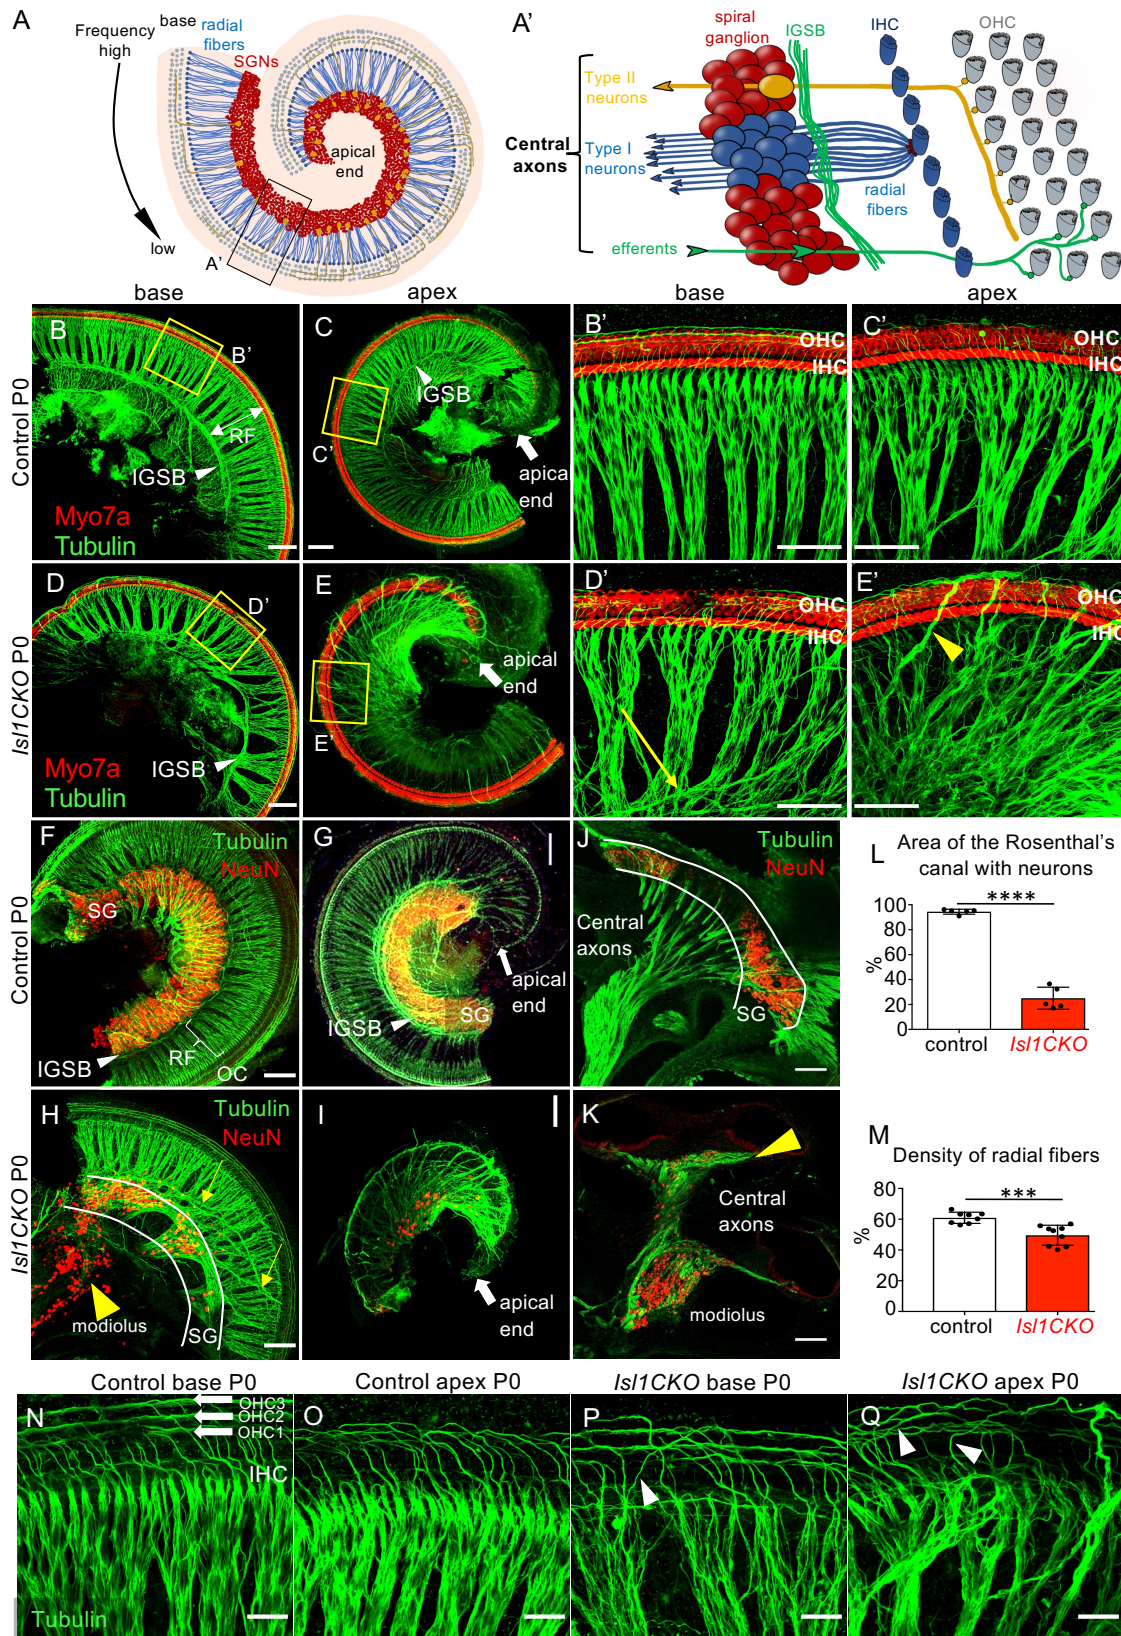 A
Frequency
high
base
radial
fibers
SGNs
apical
end
low
A’
A’
spiral
ganglion
IGSB
IHC
OHC
Type II
neurons
Central
axons
Type I
neurons
radial
fibers
efferents
base
apex
base
apex
Control P0
B
B’
RF
IGSB
Myo7a
Tubulin
C
IGSB
C’
apical
end
B’
OHC
IHC
C’
OHC
IHC
Isl1CKO P0
D
D’
IGSB
Myo7a
Tubulin
E
apical
end
E’
D’
OHC
IHC
E’
OHC
IHC
Control P0
F
Tubulin
NeuN
SG
IGSB
RF
OC
G
apical
end
IGSB
SG
J
Tubulin
NeuN
Central
axons
SG
L
Area of the Rosenthal’s
canal with neurons
****
100
80
60
40
20
0
%
control
Isl1CKO
Isl1CKO P0
H
Tubulin
NeuN
modiolus
SG
I
apical
end
K
Central
axons
modiolus
M
Density of radial fibers
***
80
60
40
20
0
%
control
Isl1CKO
Control base P0
Control apex P0
Isl1CKO base P0
Isl1CKO apex P0
N
OHC3
OHC2
OHC1
IHC
Tubulin
O
P
Q